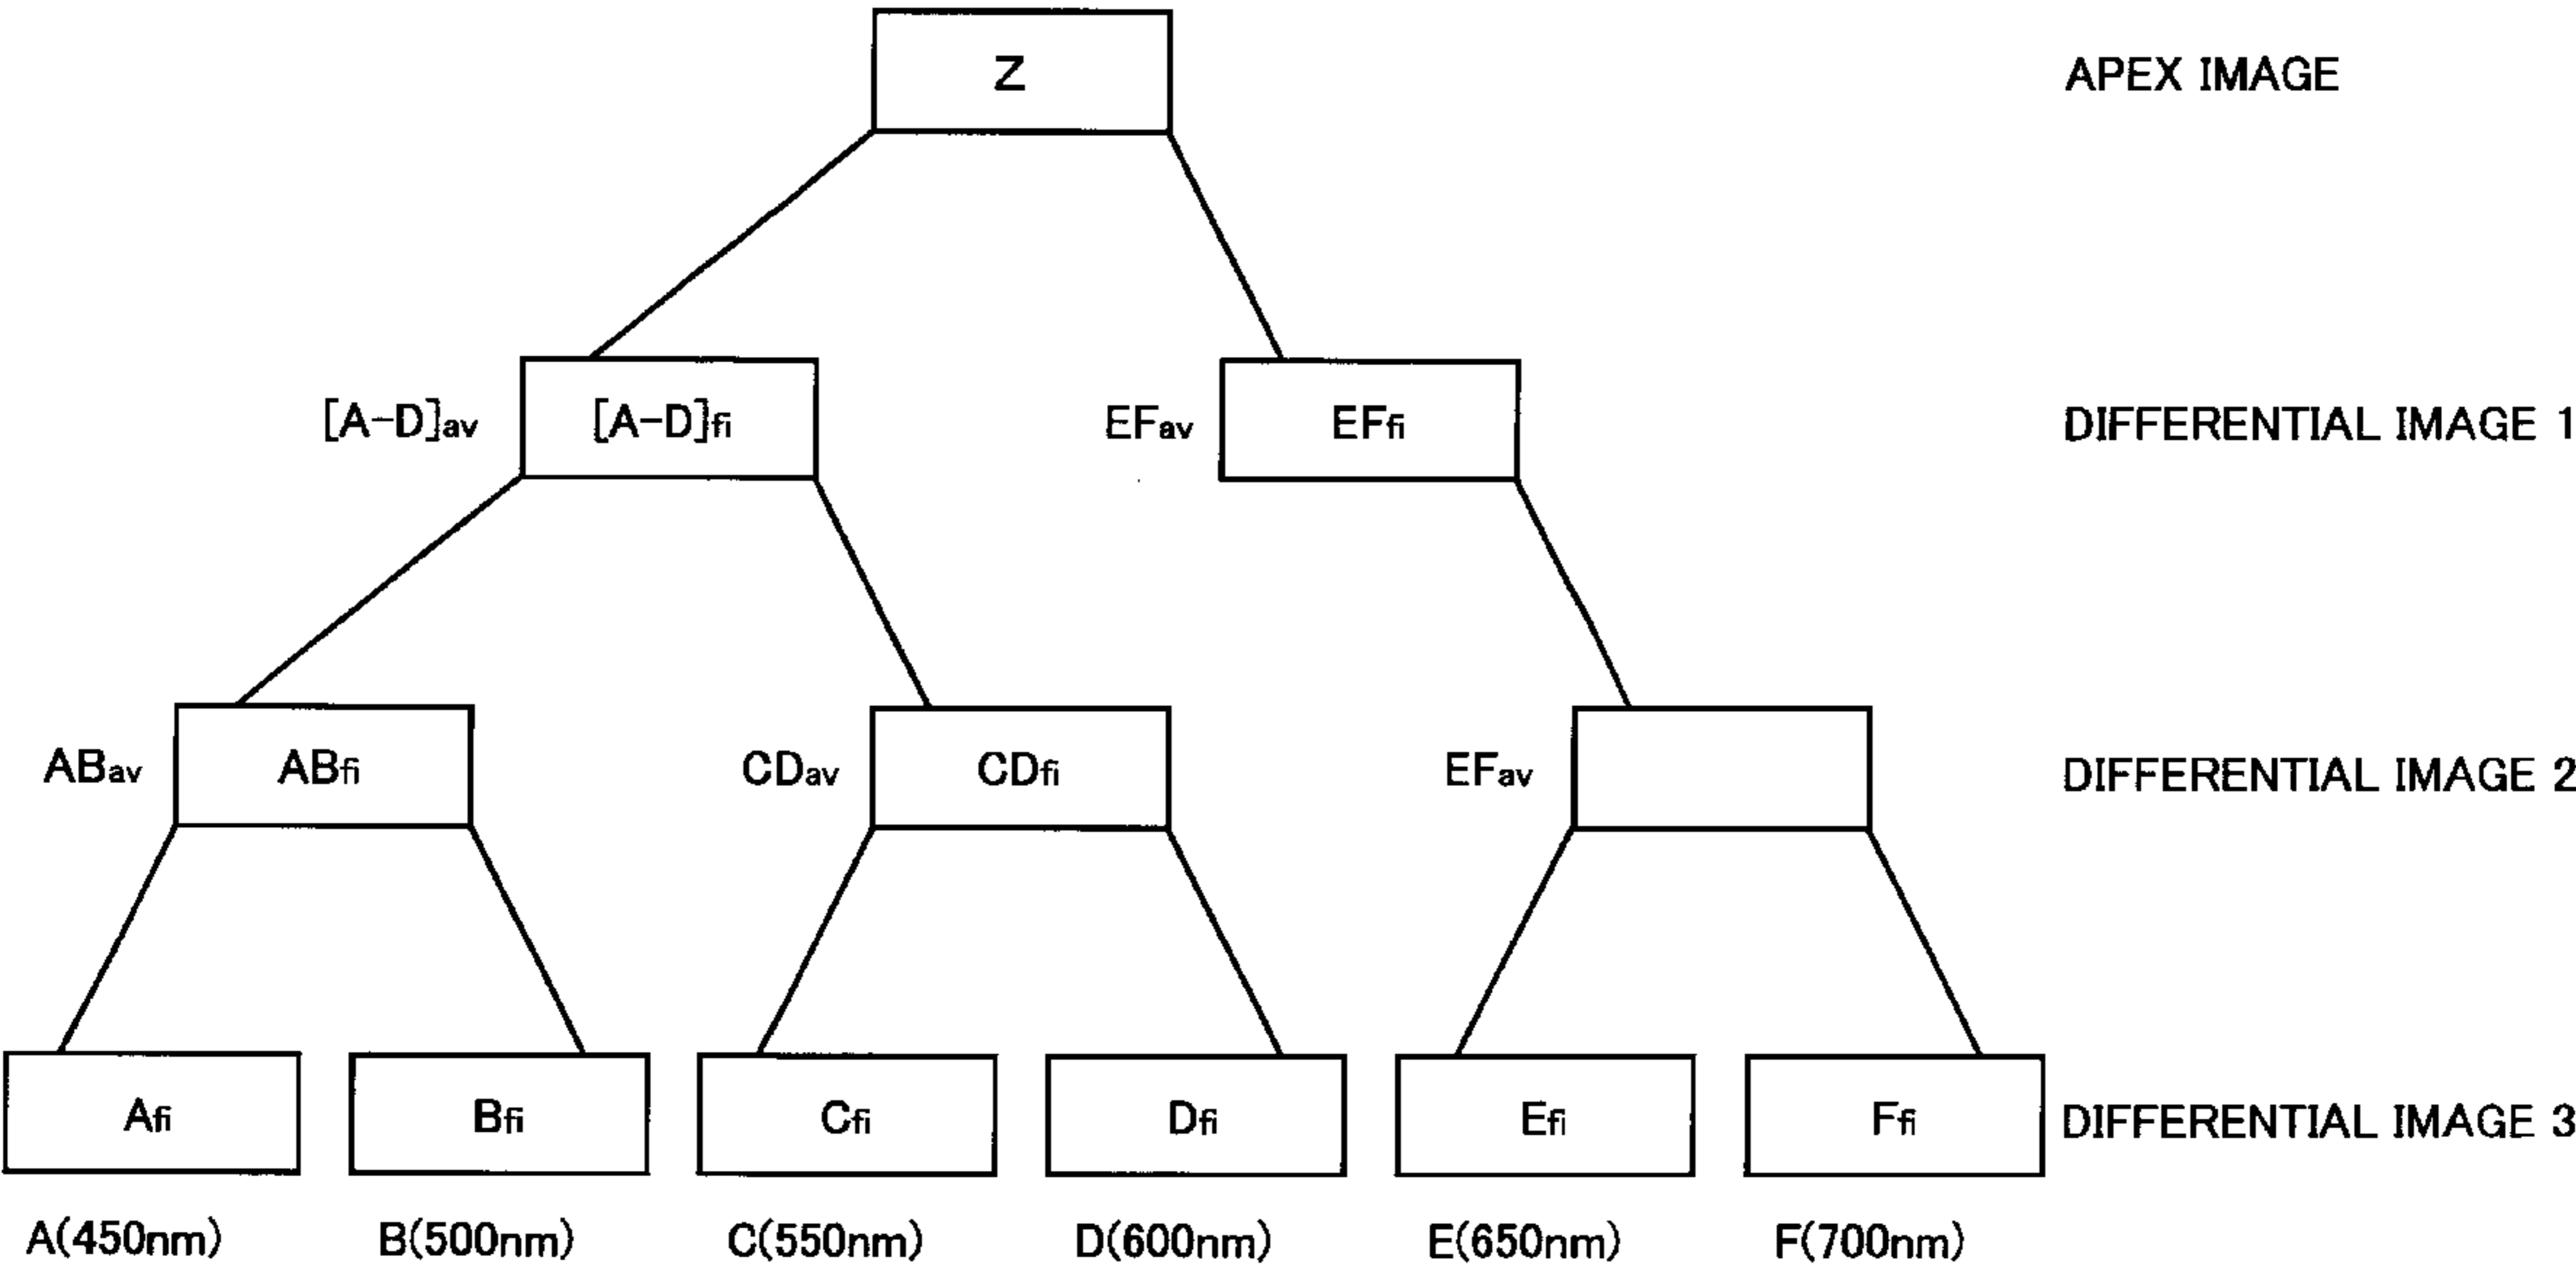 Z APEX IMAGE
[A-D]av [A-D]fi EFav EFfi DIFFERENTIAL IMAGE 1
ABav ABfi CDav CDfi EFav DIFFERENTIAL IMAGE 2
Afi Bfi Cfi Dfi Efi Ffi DIFFERENTIAL IMAGE 3
A(450nm) B(500nm) C(550nm) D(600nm) E(650nm) F(700nm)